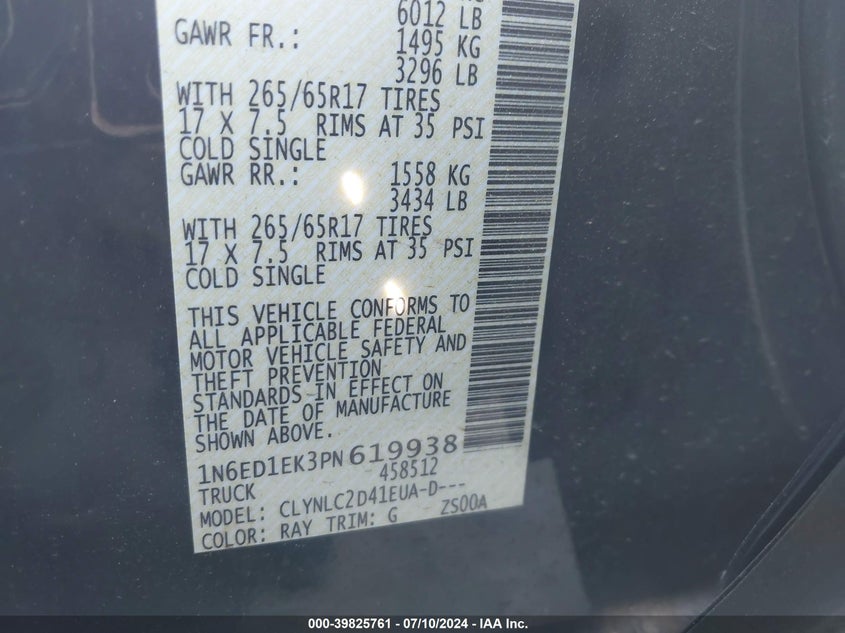 6012 LB
GAWR FR.: 1495 KG
3296 LB
WITH 265/65R17 TIRES
17 X 7.5 RIMS AT 35 PSI
COLD SINGLE
GAWR RR.: 1558 KG
3434 LB
WITH 265/65R17 TIRES
17 X 7.5 RIMS AT 35 PSI
COLD SINGLE
THIS VEHICLE CONFORMS TO
ALL APPLICABLE FEDERAL
MOTOR VEHICLE SAFETY AND
THEFT PREVENTION
STANDARDS IN EFFECT ON
THE DATE OF MANUFACTURE
SHOWN ABOVE.
1N6ED1EK3PN619938
458512
TRUCK
MODEL: CLYNLC2D41EUA-D---
COLOR: RAY TRIM: G ZS00A
000-39825761 - 07/10/2024 - IAA Inc.